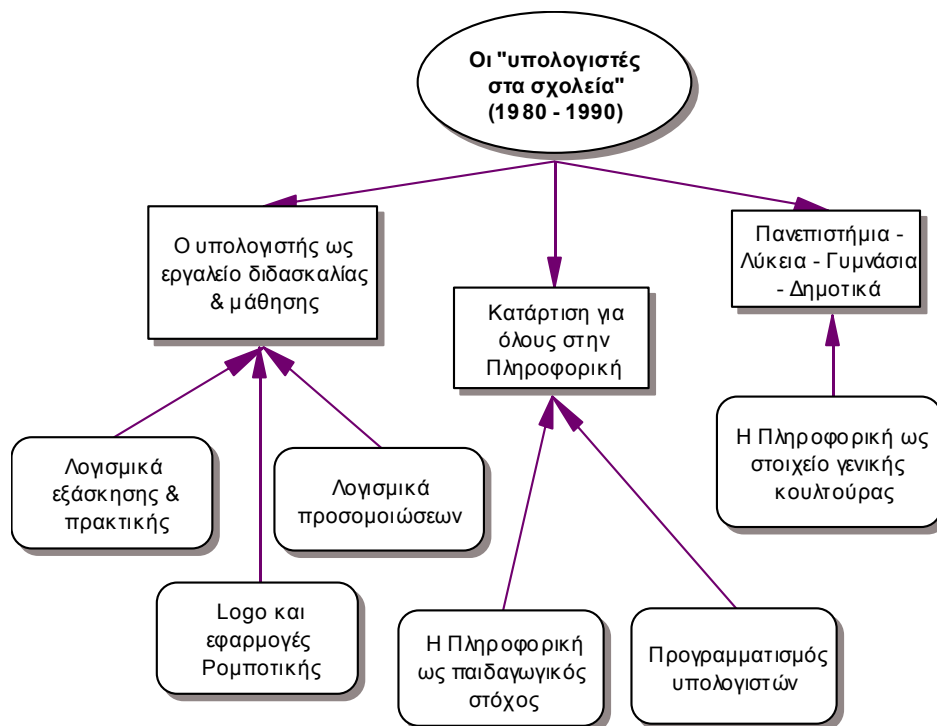 Οι "υπολογιστές
στα σχολεία"
(1980 - 1990)
Ο υπολογιστής ως
εργαλείο διδασκαλίας
& μάθησης
Κατάρτιση για
όλους στην
Πληροφορική
Πανεπιστήμια -
Λύκεια - Γυμνάσια
- Δημοτικά
Λογισμικά
εξάσκησης &
πρακτικής
Λογισμικά
προσομοιώσεων
Η Πληροφορική ως
στοιχείο γενικής
κουλτούρας
Logo και
εφαρμογές
Ρομποτικής
Η Πληροφορική
ως παιδαγωγικός
στόχος
Προγραμματισμός
υπολογιστών